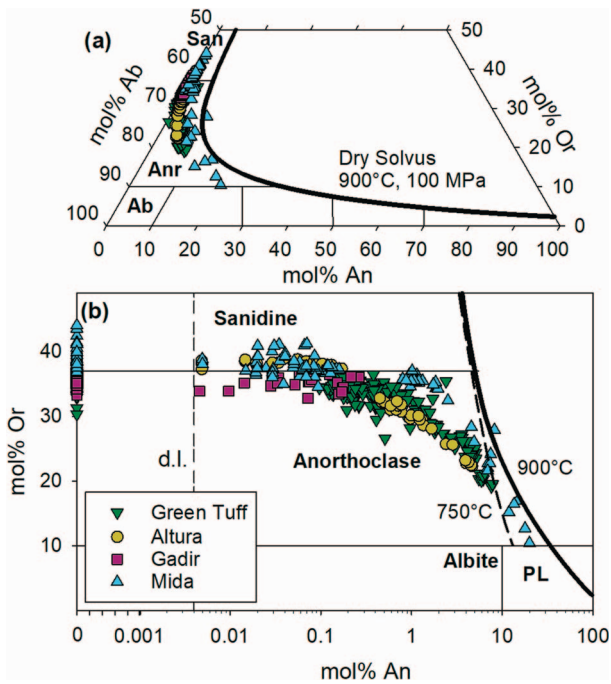 (a)
50
San
50
60
40
70
30
80
20
90
10
100
0
mol% Ab
mol% Or
Anr
Ab
Dry Solvus
900°C, 100 MPa
0 10 20 30 40 50 60 70 80 90 100
mol% An
(b)
Sanidine
40
30
20
10
0
mol% Or
d.l.
Anorthoclase
900°C
750°C
Green Tuff
Altura
Gadir
Mida
Albite
PL
0 0.001 0.01 0.1 1 10 100
mol% An